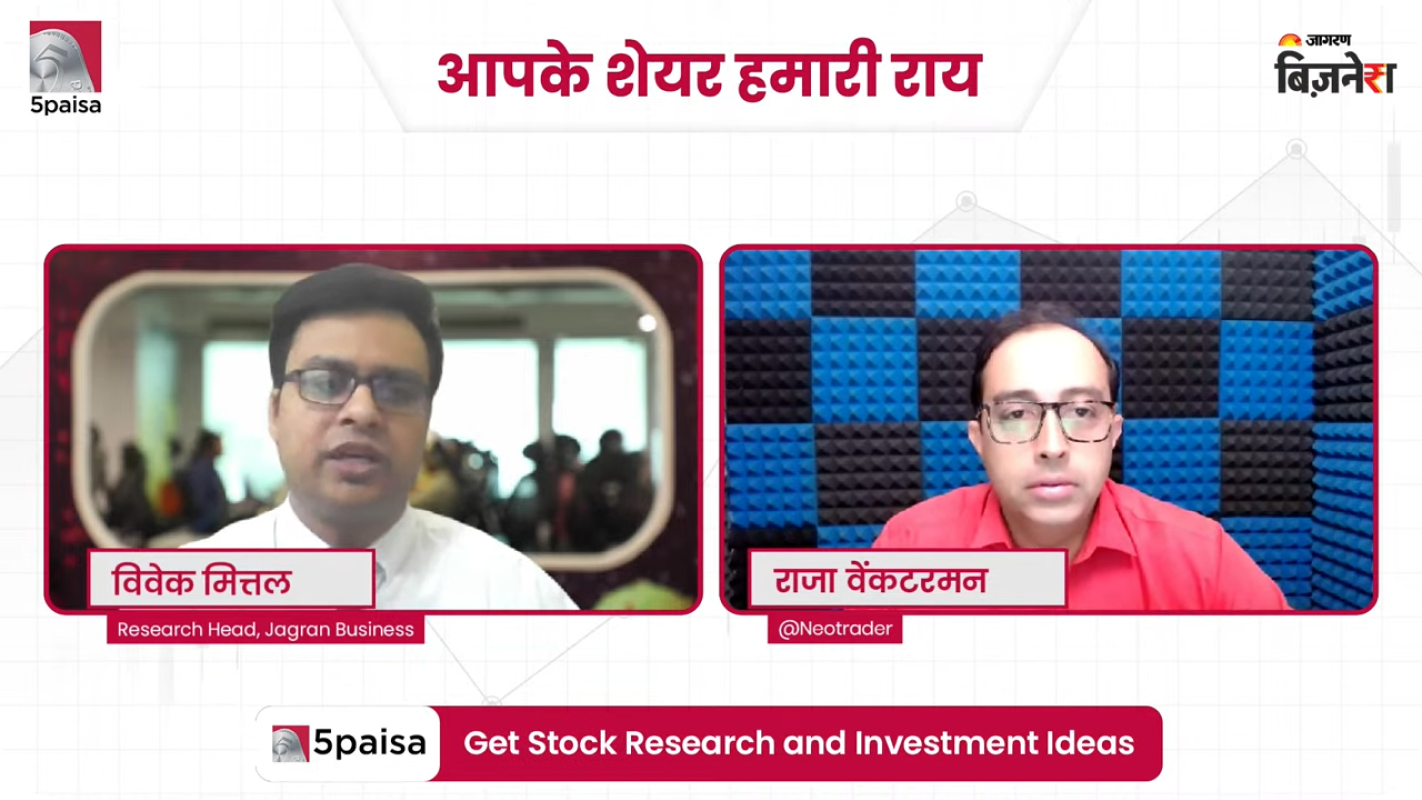 5paisa
आपके शेयर हमारी राय
जागरण
बिज़नेस
विवेक मित्तल
Research Head, Jagran Business
राजा वेंकटरमन
@Neotrader
5paisa
Get Stock Research and Investment Ideas